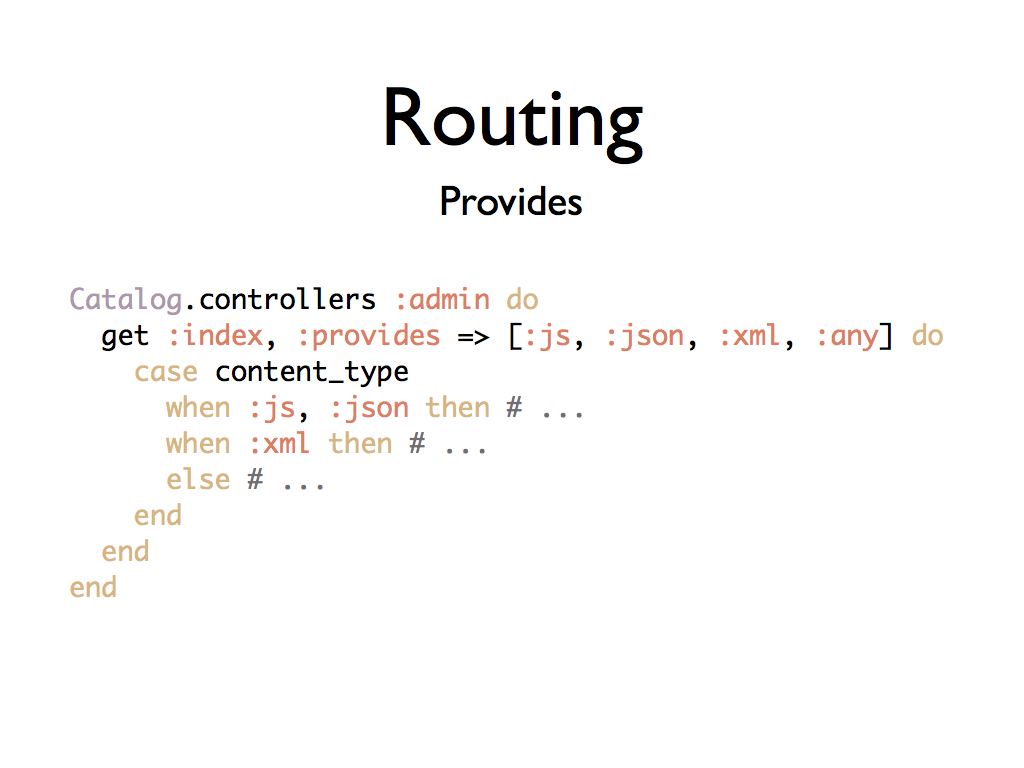 Routing
Provides
Catalog.controllers :admin do
  get :index, :provides => [:js, :json, :xml, :any] do
    case content_type
      when :js, :json then # ...
      when :xml then # ...
      else # ...
    end
  end
end